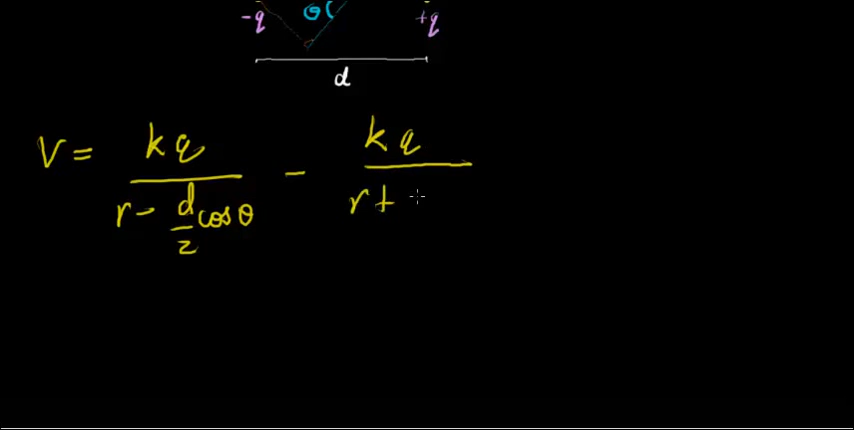 -q θ +q
d
V = kq / (r - d/2 cosθ) - kq / (r +